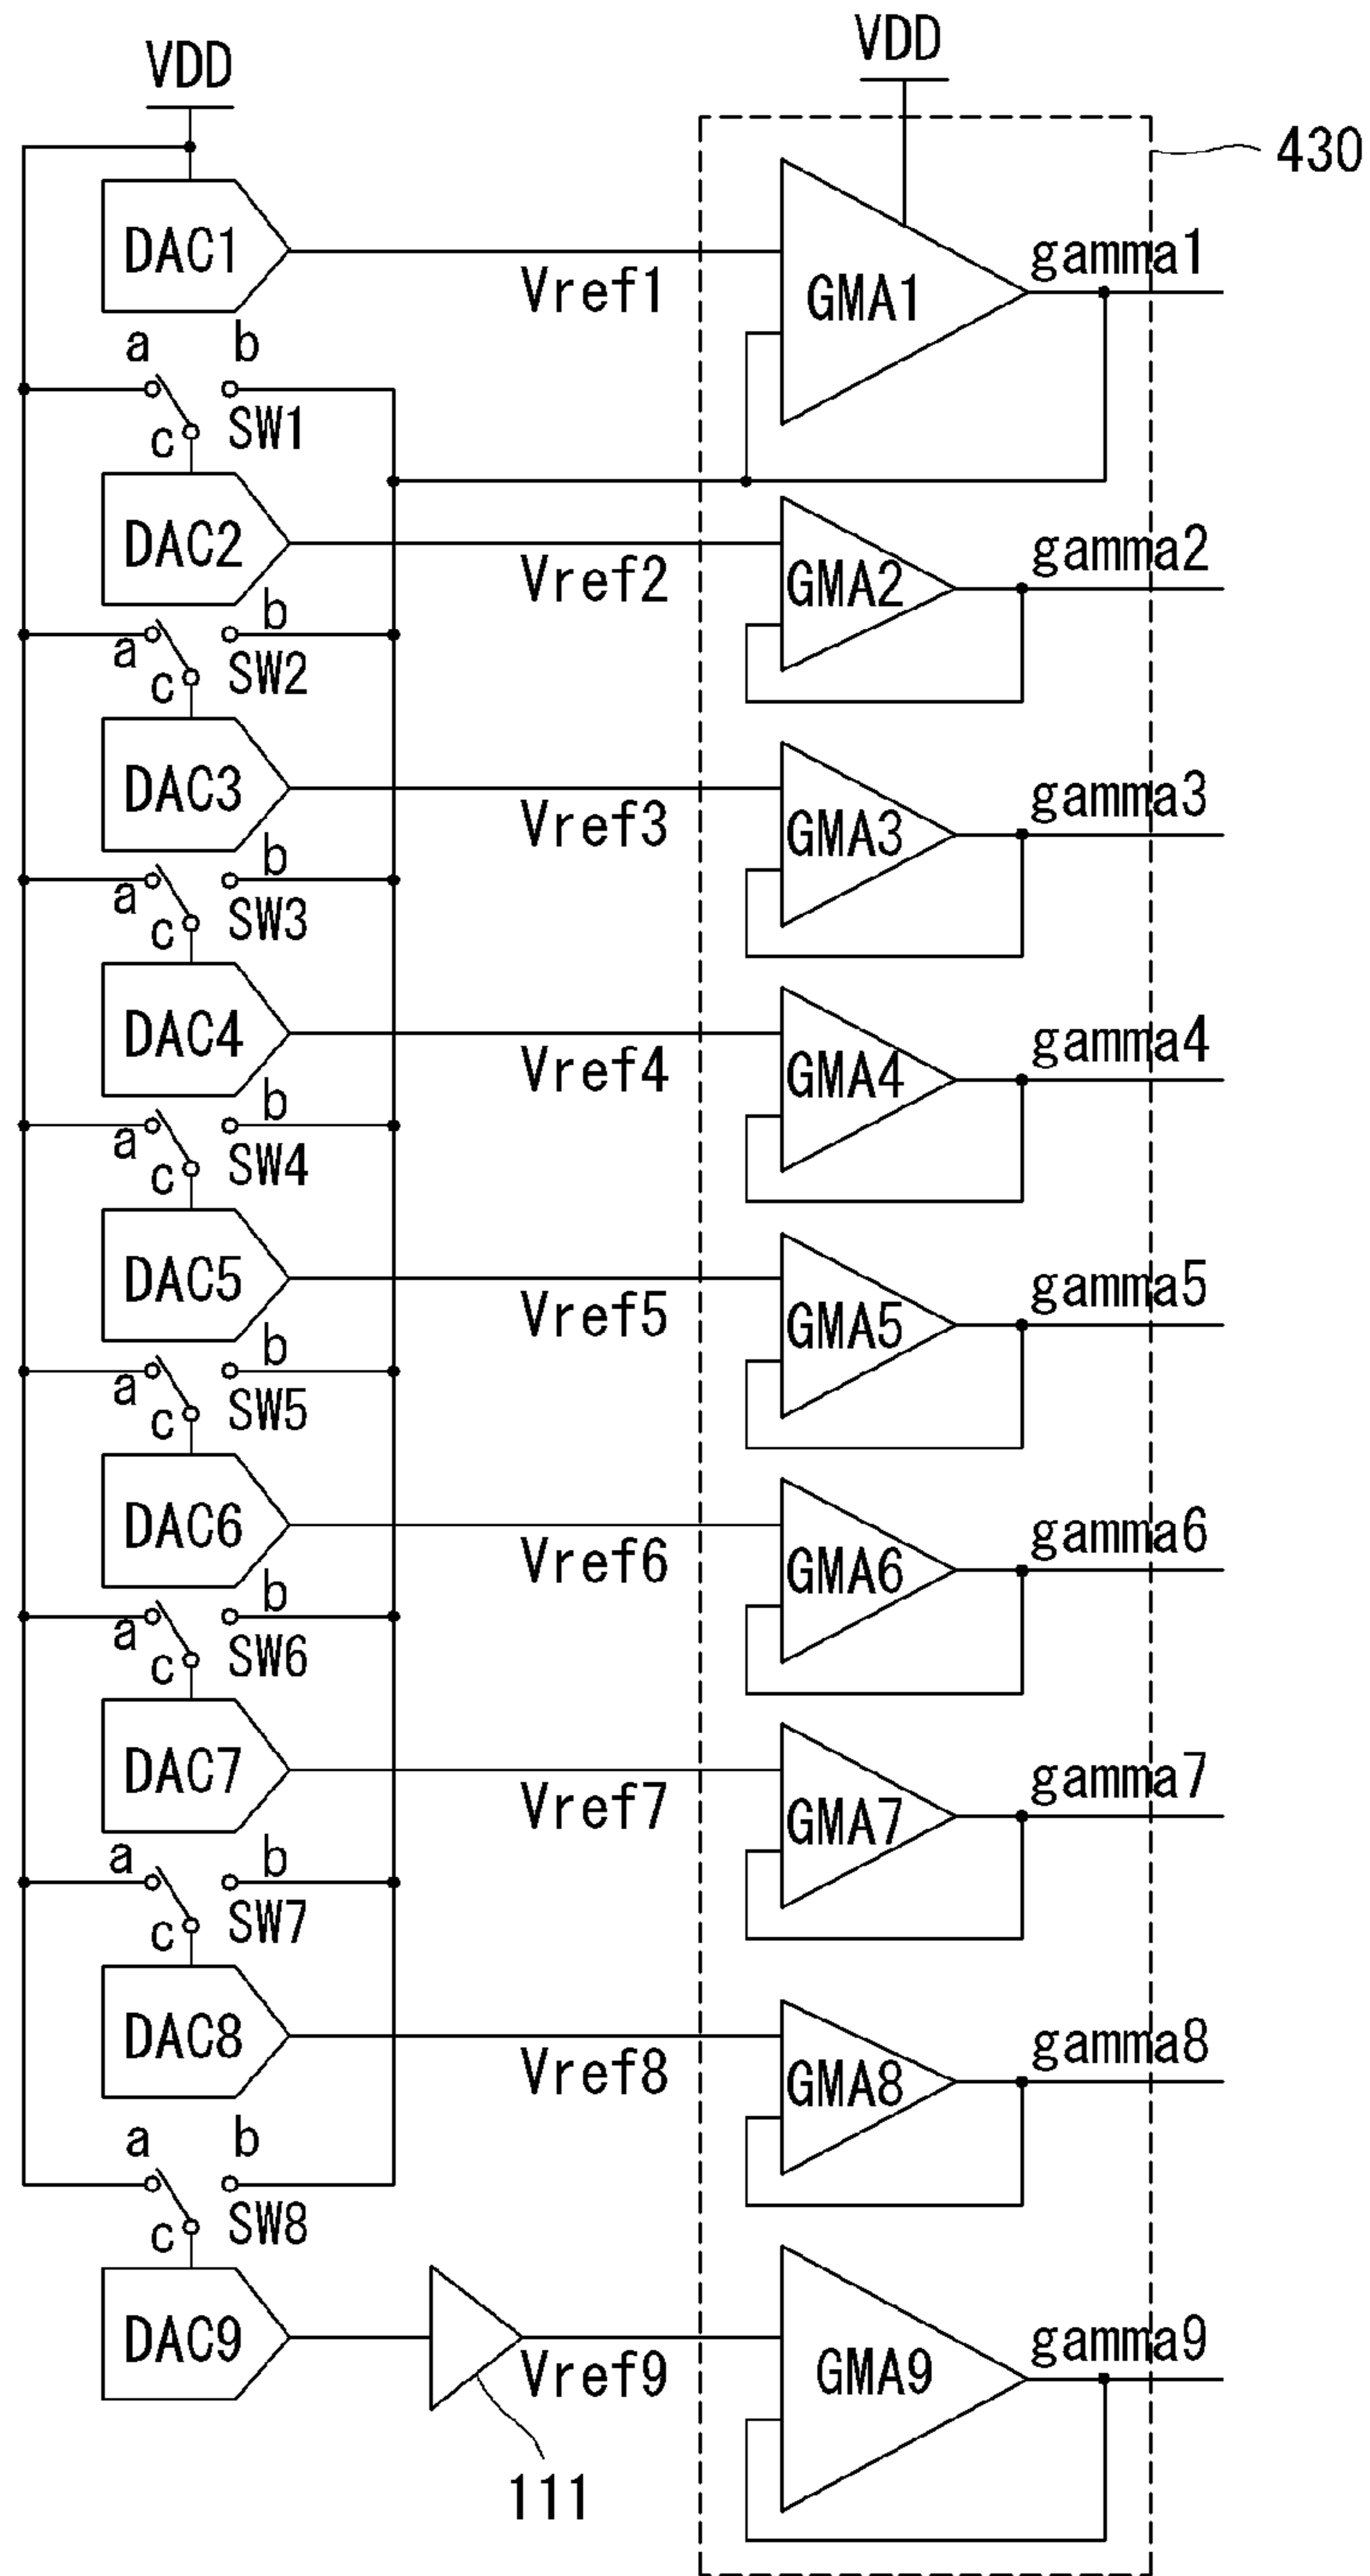 VDD
VDD
430
DAC1
Vref1
GMA1
gamma1
a
b
c
SW1
DAC2
Vref2
GMA2
gamma2
a
b
c
SW2
DAC3
Vref3
GMA3
gamma3
a
b
c
SW3
DAC4
Vref4
GMA4
gamma4
a
b
c
SW4
DAC5
Vref5
GMA5
gamma5
a
b
c
SW5
DAC6
Vref6
GMA6
gamma6
a
b
c
SW6
DAC7
Vref7
GMA7
gamma7
a
b
c
SW7
DAC8
Vref8
GMA8
gamma8
a
b
c
SW8
DAC9
Vref9
GMA9
gamma9
111